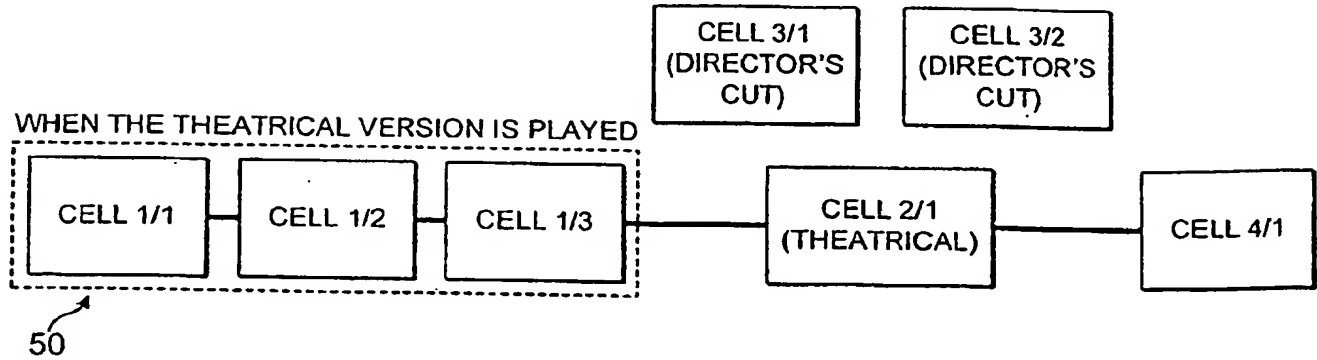 CELL 3/1
(DIRECTOR'S
CUT)
CELL 3/2
(DIRECTOR'S
CUT)
WHEN THE THEATRICAL VERSION IS PLAYED
CELL 1/1
CELL 1/2
CELL 1/3
CELL 2/1
(THEATRICAL)
CELL 4/1
50